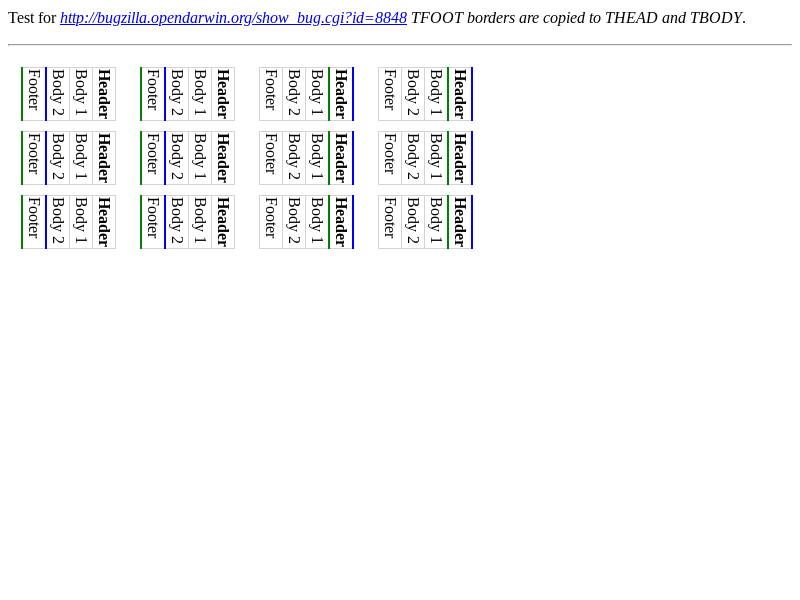 Test for http://bugzilla.opendarwin.org/show_bug.cgi?id=8848 TFOOT borders are copied to THEAD and TBODY.
Header
Body 1
Body 2
Footer
Header
Body 1
Body 2
Footer
Header
Body 1
Body 2
Footer
Header
Body 1
Body 2
Footer
Header
Body 1
Body 2
Footer
Header
Body 1
Body 2
Footer
Header
Body 1
Body 2
Footer
Header
Body 1
Body 2
Footer
Header
Body 1
Body 2
Footer
Header
Body 1
Body 2
Footer
Header
Body 1
Body 2
Footer
Header
Body 1
Body 2
Footer